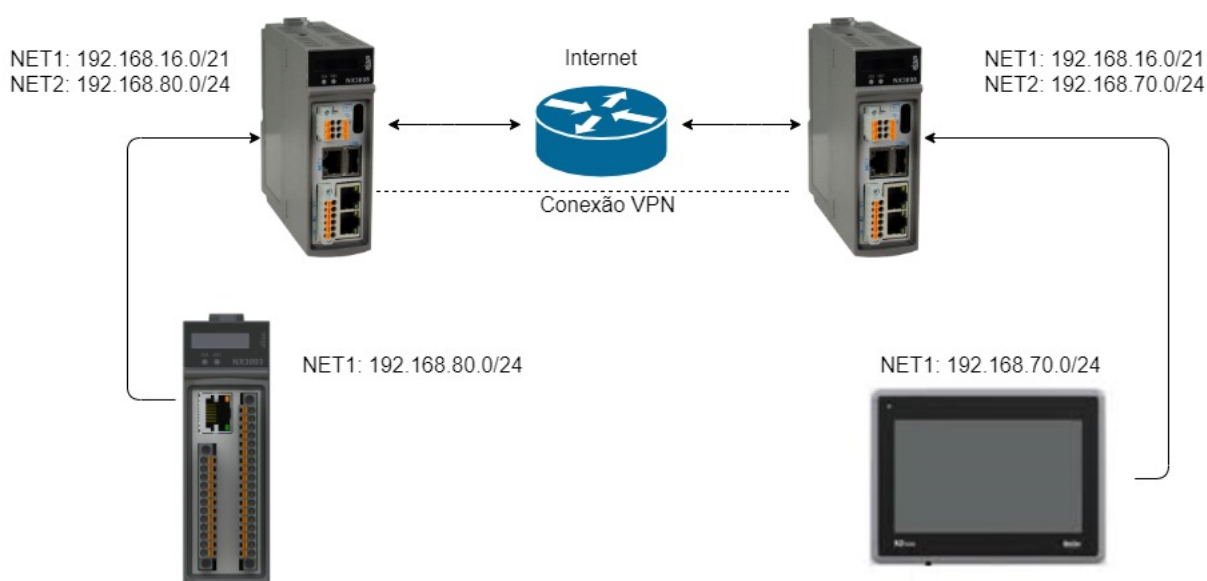 NET1: 192.168.16.0/21
NET2: 192.168.80.0/24
Internet
NET1: 192.168.16.0/21
NET2: 192.168.70.0/24
Conexão VPN
NET1: 192.168.80.0/24
NET1: 192.168.70.0/24
NX3003